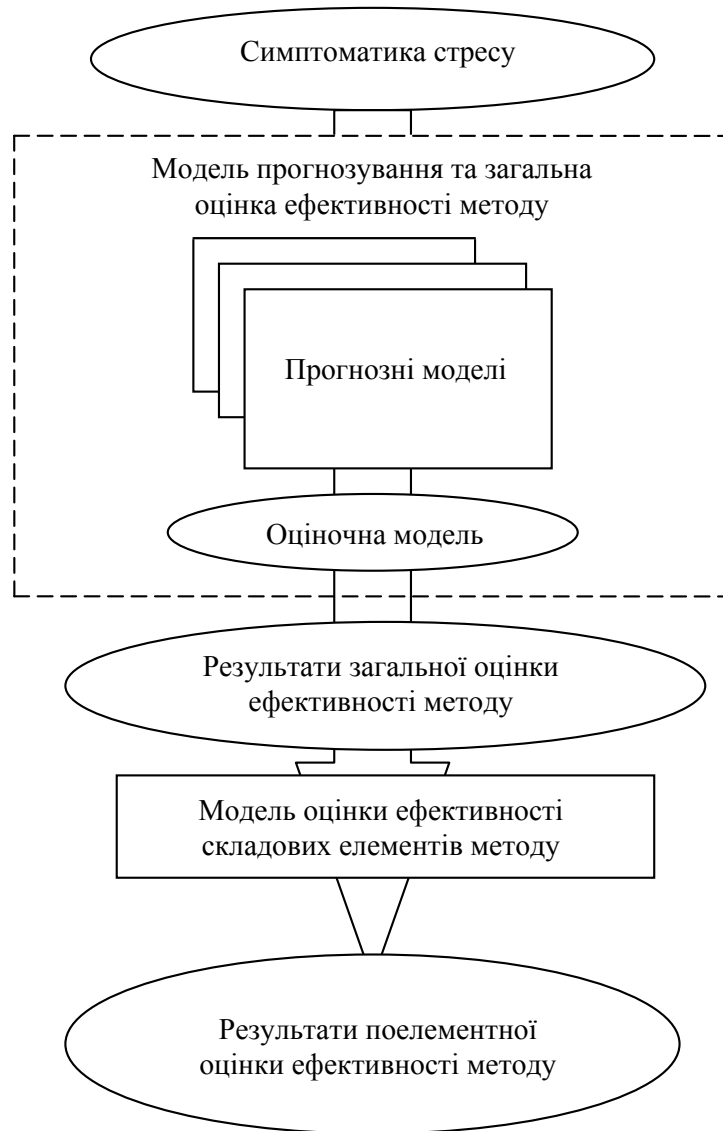 Симптоматика стресу
Модель прогнозування та загальна
оцінка ефективності методу
Прогнозні моделі
Оціночна модель
Результати загальної оцінки
ефективності методу
Модель оцінки ефективності
складових елементів методу
Результати поелементної
оцінки ефективності методу